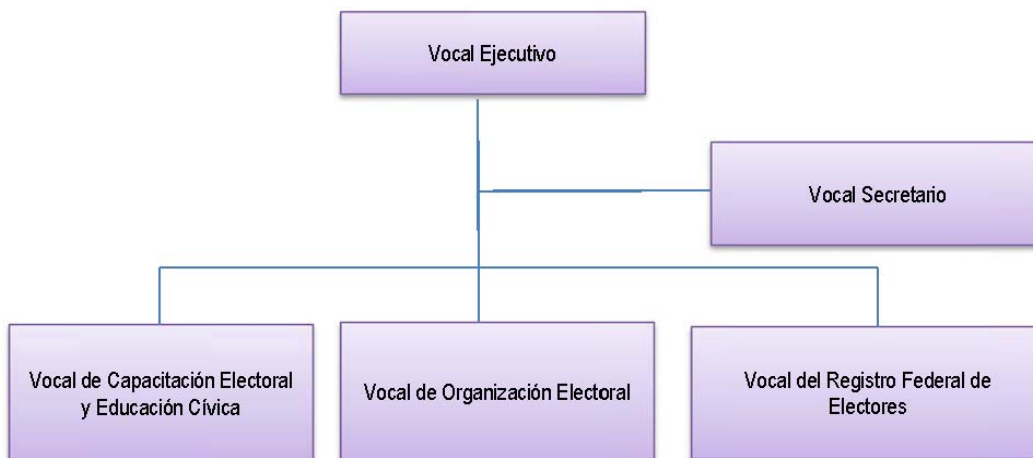 Vocal Ejecutivo
Vocal Secretario
Vocal de Capacitación Electoral
y Educación Cívica
Vocal de Organización Electoral
Vocal del Registro Federal de
Electores